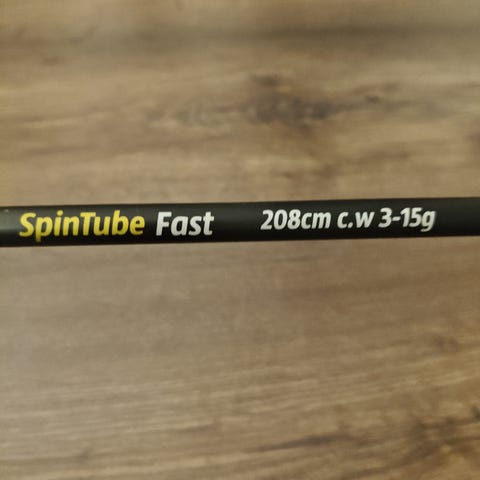 SpinTube Fast 208cm c.w 3-15g